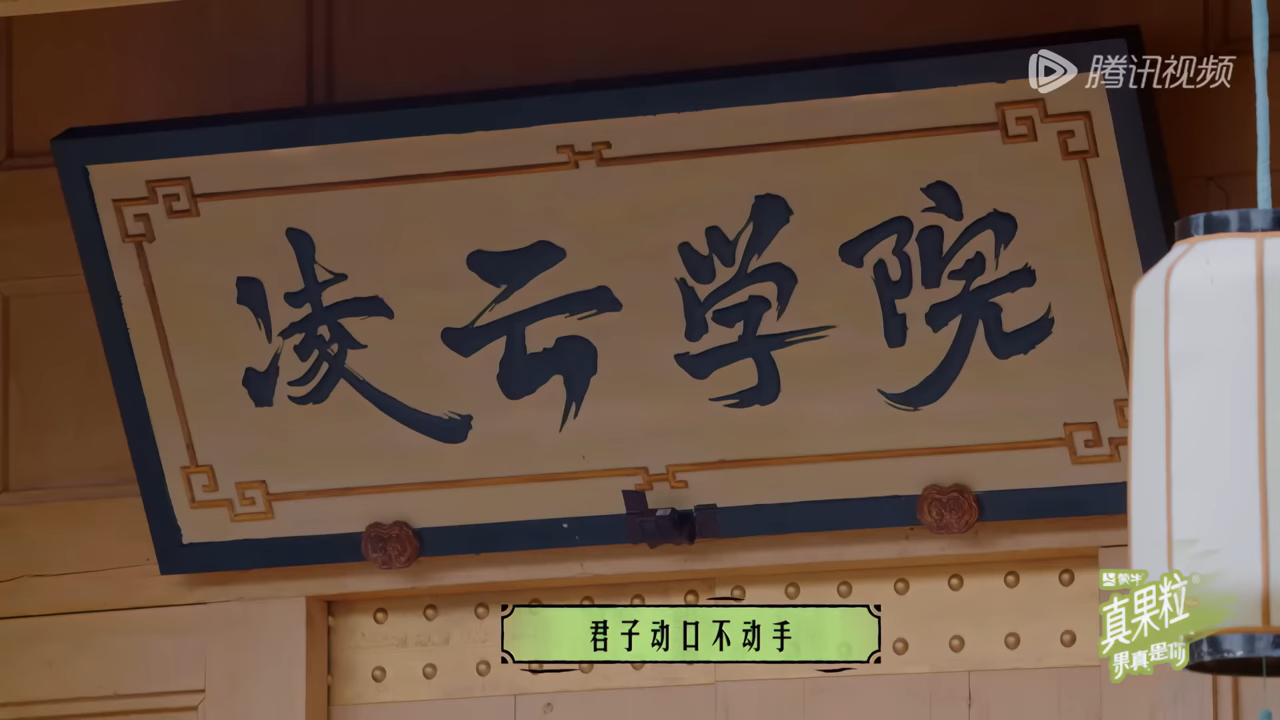 腾讯视频
凌云学院
君子动口不动手
蒙牛
真果粒
果真是你